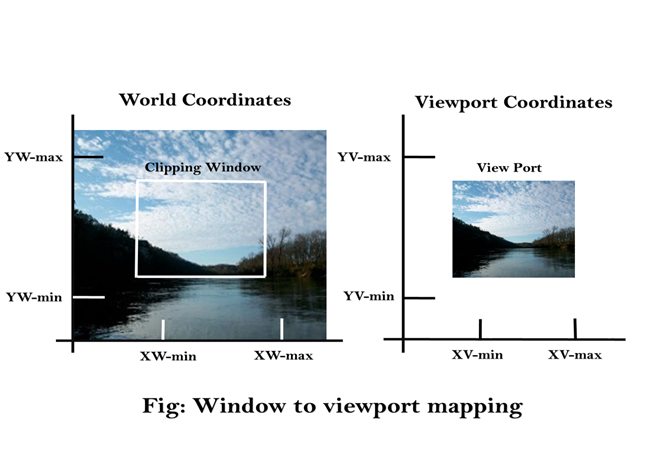 World Coordinates
YW-max
Clipping Window
YW-min
XW-min
XW-max
Viewport Coordinates
YV-max
View Port
YV-min
XV-min
XV-max
Fig: Window to viewport mapping